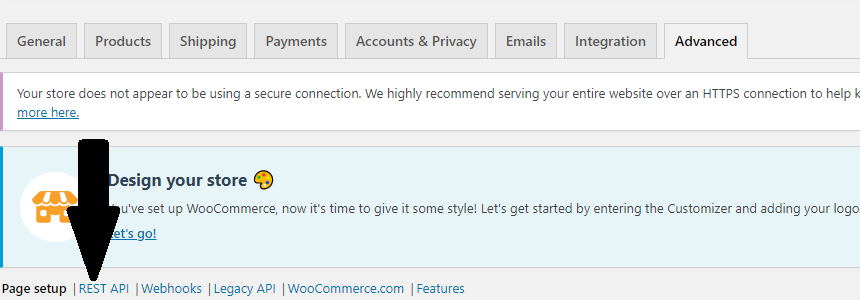 General Products Shipping Payments Accounts & Privacy Emails Integration Advanced
Your store does not appear to be using a secure connection. We highly recommend serving your entire website over an HTTPS connection to help k
more here.
Design your store
ou've set up WooCommerce, now it's time to give it some style! Let's get started by entering the Customizer and adding your logo
et's go!
Page setup | REST API | Webhooks | Legacy API | WooCommerce.com | Features